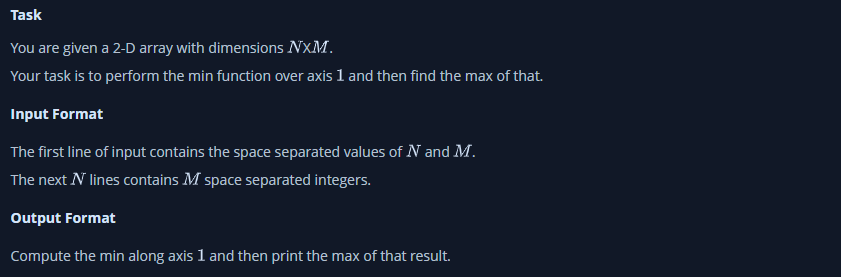 Task
You are given a 2-D array with dimensions NXM.
Your task is to perform the min function over axis 1 and then find the max of that.
Input Format
The first line of input contains the space separated values of N and M.
The next N lines contains M space separated integers.
Output Format
Compute the min along axis 1 and then print the max of that result.